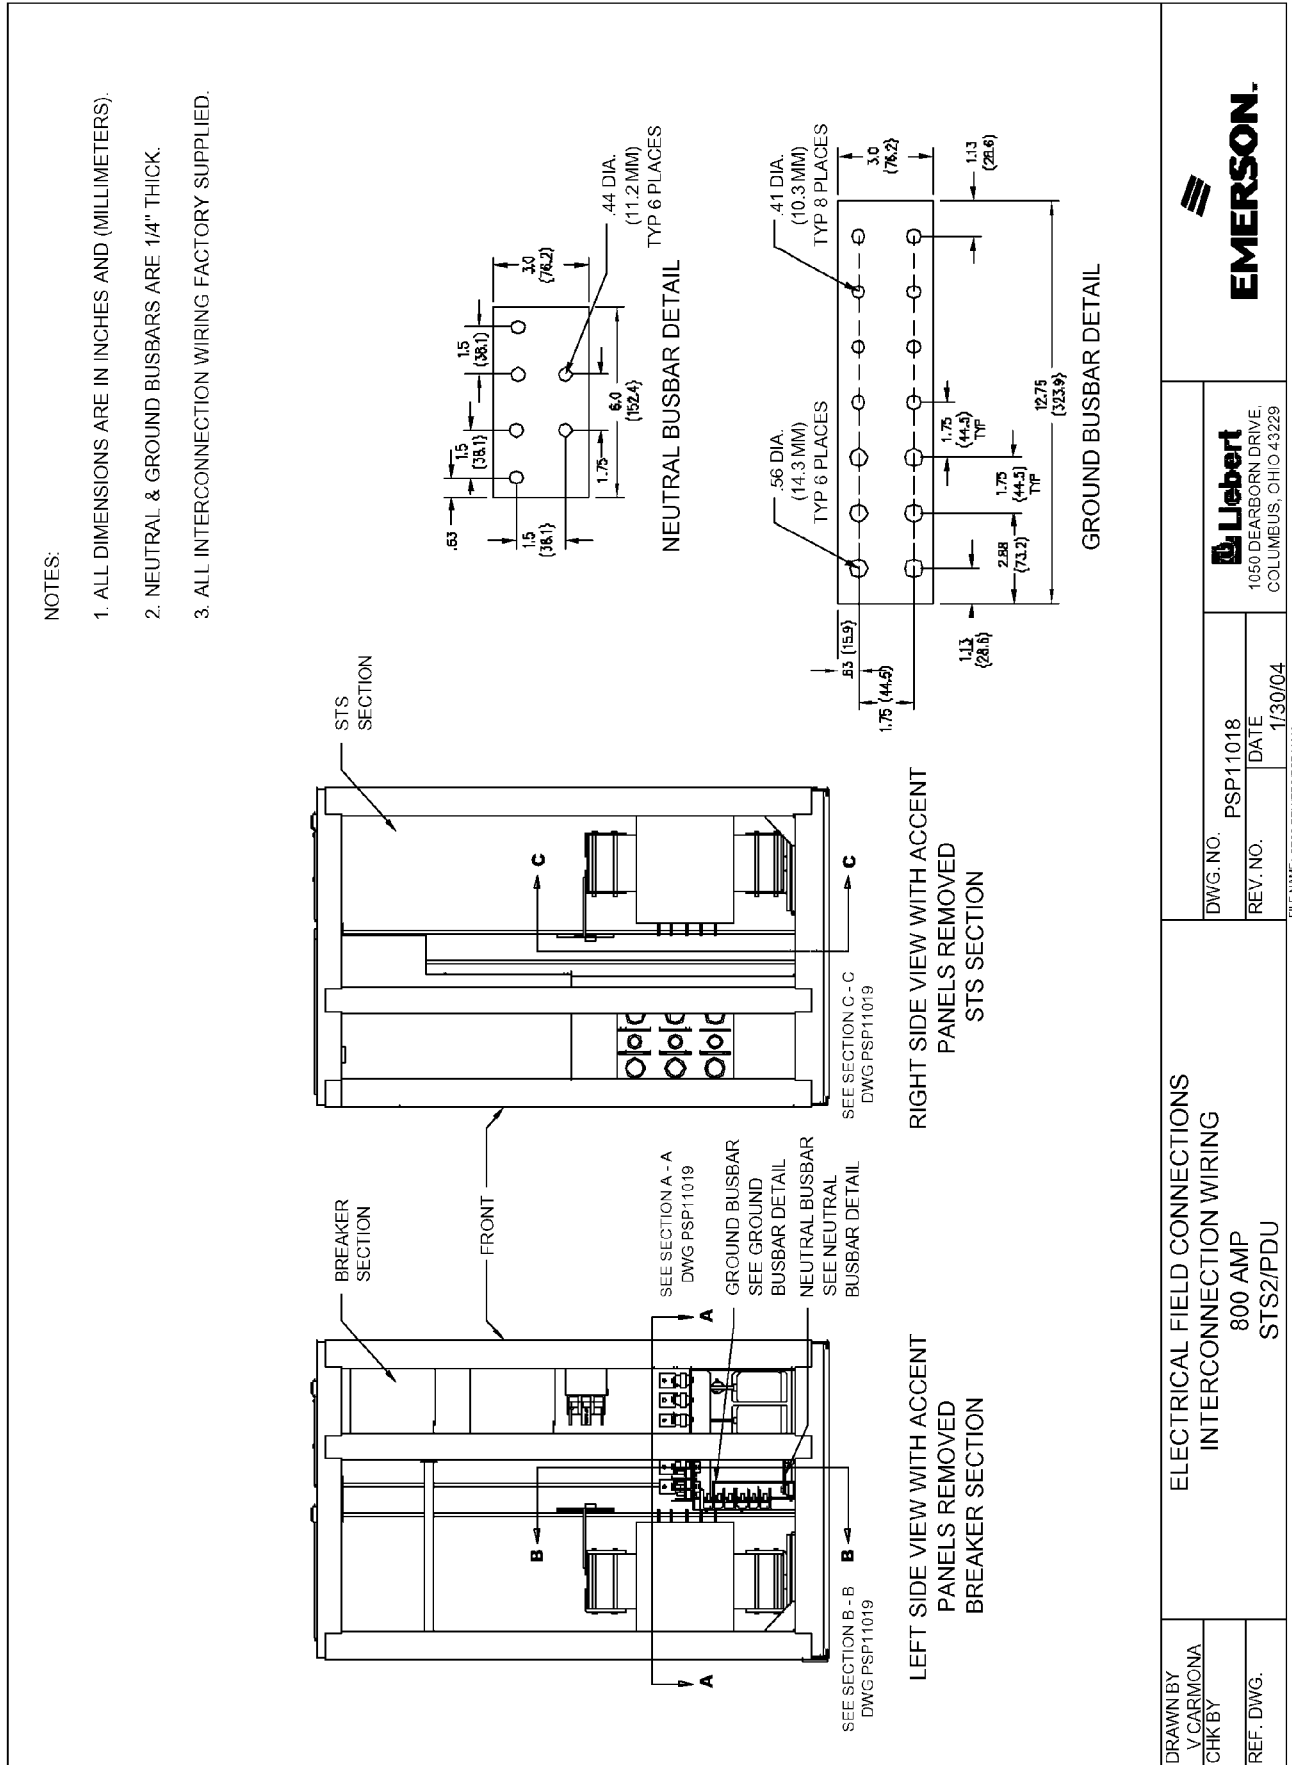 NOTES:
1. ALL DIMENSIONS ARE IN INCHES AND (MILLIMETERS).
2. NEUTRAL & GROUND BUSBARS ARE 1/4" THICK.
3. ALL INTERCONNECTION WIRING FACTORY SUPPLIED.
BREAKER
SECTION
FRONT
STS
SECTION
A
A
B
B
C
C
SEE SECTION A - A
DWG PSP11019
GROUND BUSBAR
SEE GROUND
BUSBAR DETAIL
NEUTRAL BUSBAR
SEE NEUTRAL
BUSBAR DETAIL
SEE SECTION B - B
DWG PSP11019
SEE SECTION C - C
DWG PSP11019
LEFT SIDE VIEW WITH ACCENT
PANELS REMOVED
BREAKER SECTION
RIGHT SIDE VIEW WITH ACCENT
PANELS REMOVED
STS SECTION
.63
1.5
(38.1)
1.5
(38.1)
3.0
(76.2)
1.5
(38.1)
1.75
6.0
(152.4)
.44 DIA.
(11.2 MM)
TYP 6 PLACES
NEUTRAL BUSBAR DETAIL
.56 DIA.
(14.3 MM)
TYP 6 PLACES
.41 DIA.
(10.3 MM)
TYP 8 PLACES
.63 (15.9)
1.75 (44.5)
3.0
(76.2)
1.13
(28.6)
1.13
(28.6)
2.88
(73.2)
1.75
(44.5)
TYP
1.75
(44.5)
TYP
12.75
(323.9)
GROUND BUSBAR DETAIL
DRAWN BY
V CARMONA
CHK BY
REF. DWG.
ELECTRICAL FIELD CONNECTIONS
INTERCONNECTION WIRING
800 AMP
STS2/PDU
DWG. NO.
PSP11018
REV. NO.
DATE
1/30/04
Liebert
1050 DEARBORN DRIVE,
COLUMBUS, OHIO 43229
EMERSON.